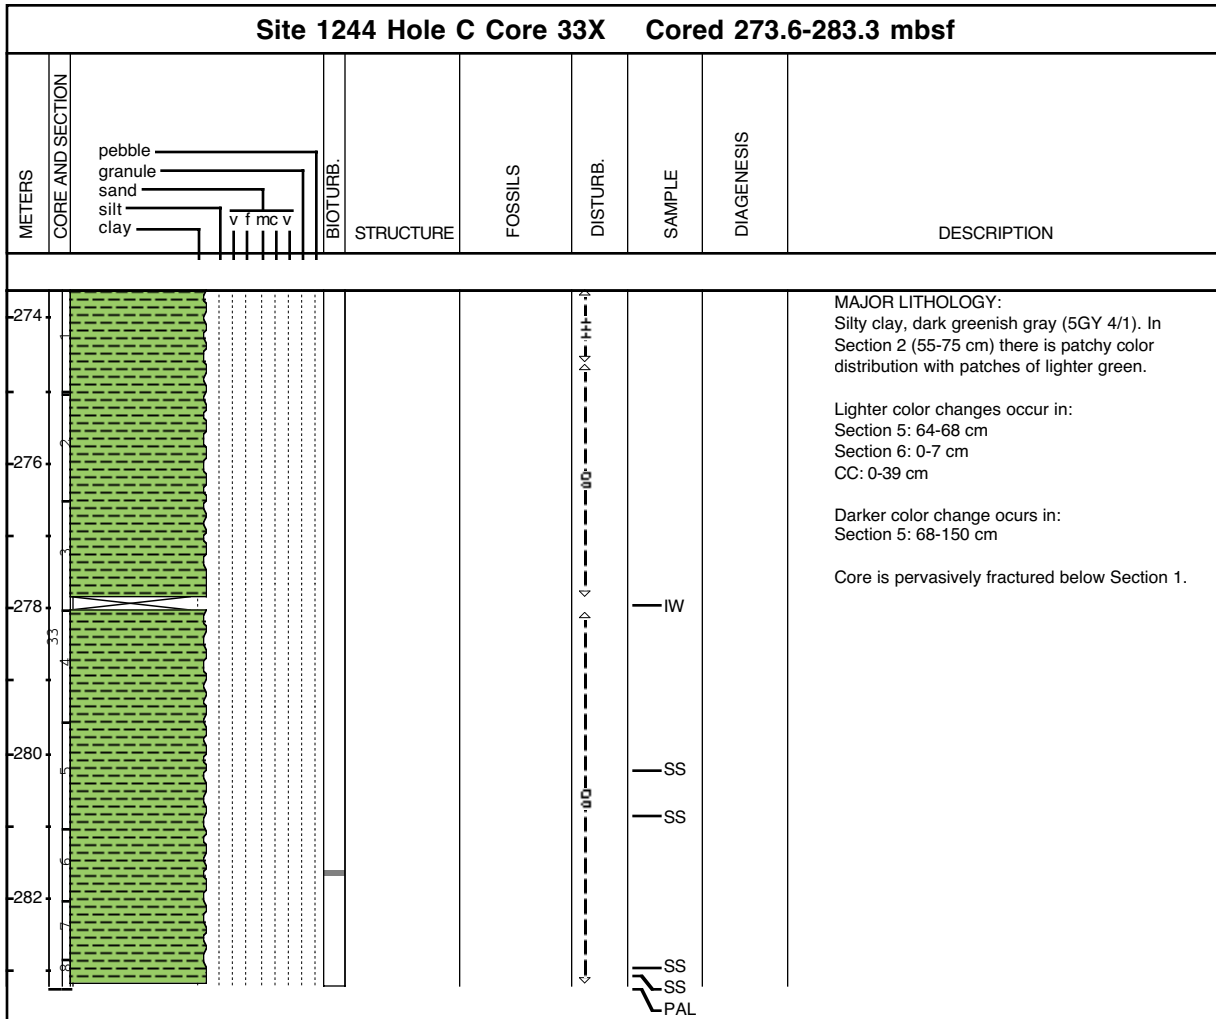 Site 1244 Hole C Core 33X Cored 273.6-283.3 mbsf
METERS
CORE AND SECTION
pebble
granule
sand
silt
clay
v f mc v
BIOTURB.
STRUCTURE
FOSSILS
DISTURB.
SAMPLE
DIAGENESIS
DESCRIPTION
274
276
278
280
282
33
1
2
3
4
5
6
7
8
IW
SS
SS
SS
SS
PAL
MAJOR LITHOLOGY:
Silty clay, dark greenish gray (5GY 4/1). In
Section 2 (55-75 cm) there is patchy color
distribution with patches of lighter green.
Lighter color changes occur in:
Section 5: 64-68 cm
Section 6: 0-7 cm
CC: 0-39 cm
Darker color change ocurs in:
Section 5: 68-150 cm
Core is pervasively fractured below Section 1.